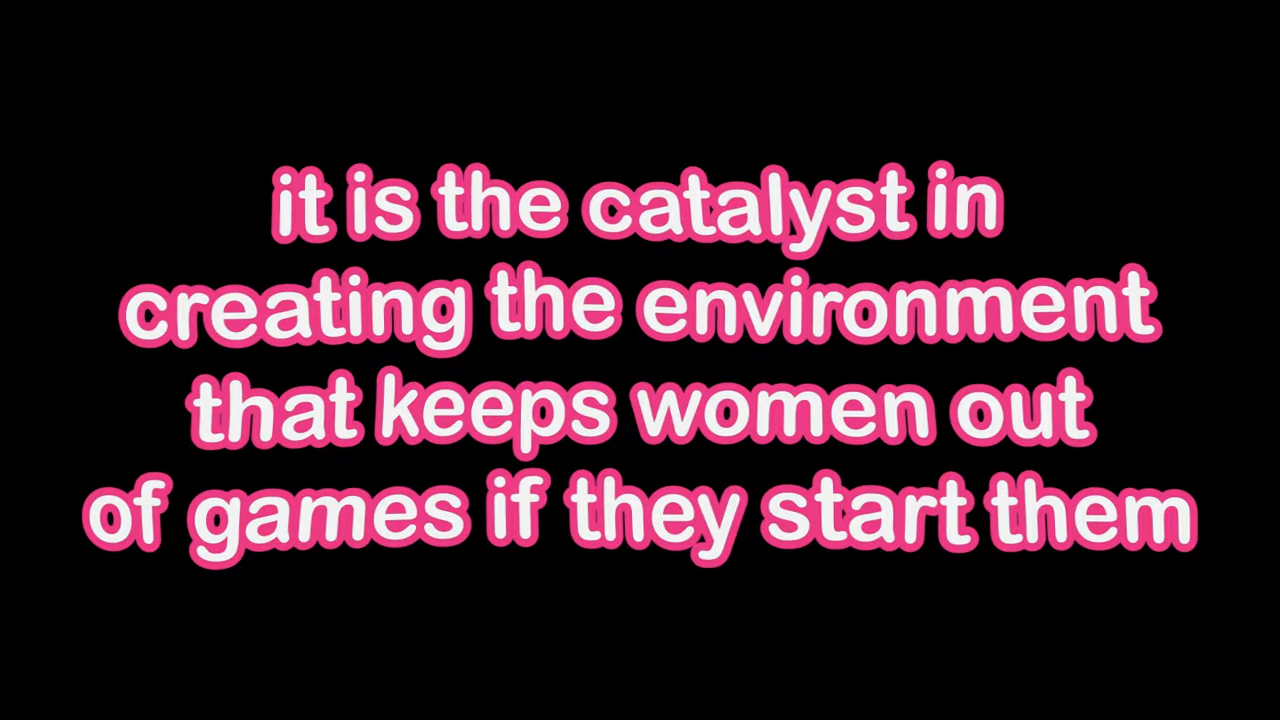 it is the catalyst in
creating the environment
that keeps women out
of games if they start them